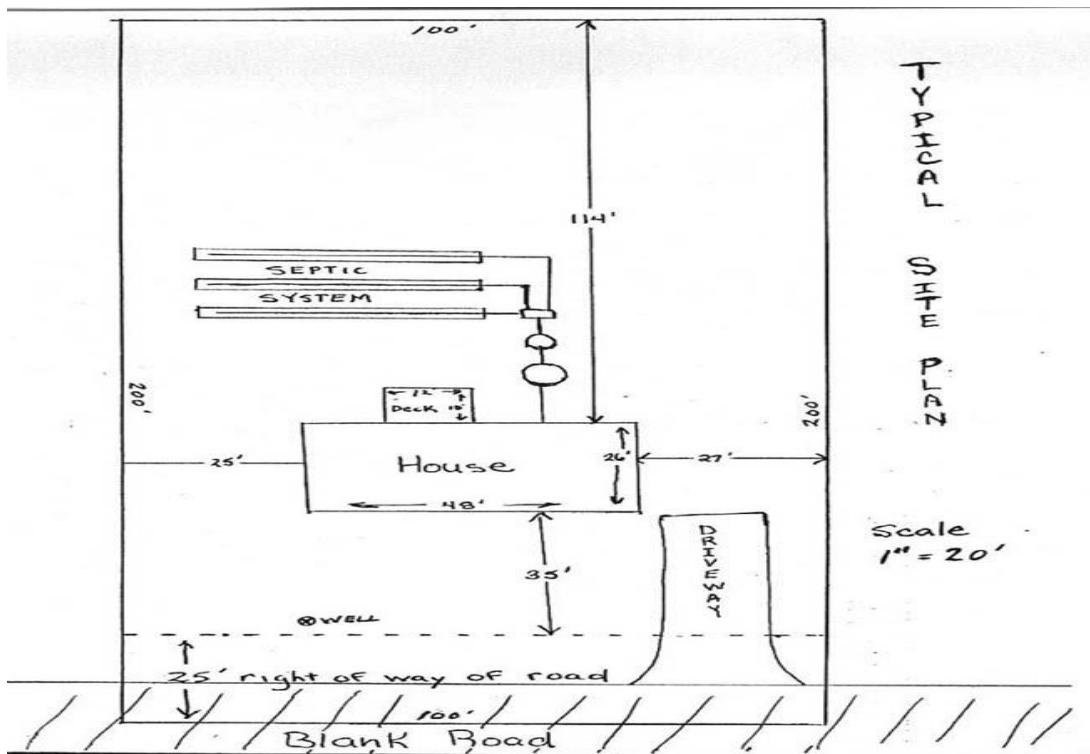 100'
TYPICAL SITE PLAN
114'
SEPTIC
SYSTEM
200'
200'
12'
Deck 10'
25'
House
26'
27'
48'
Scale
1" = 20'
DRIVEWAY
35'
WELL
25' right of way of road
100'
Blank Road